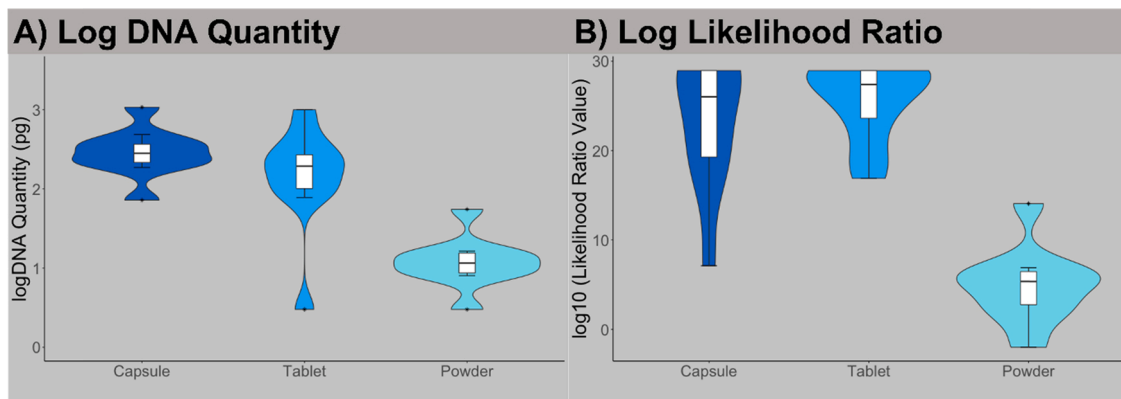 A) Log DNA Quantity
logDNA Quantity (pg)
3
2
1
0
Capsule Tablet Powder
B) Log Likelihood Ratio
log10 (Likelihood Ratio Value)
30
20
10
0
Capsule Tablet Powder